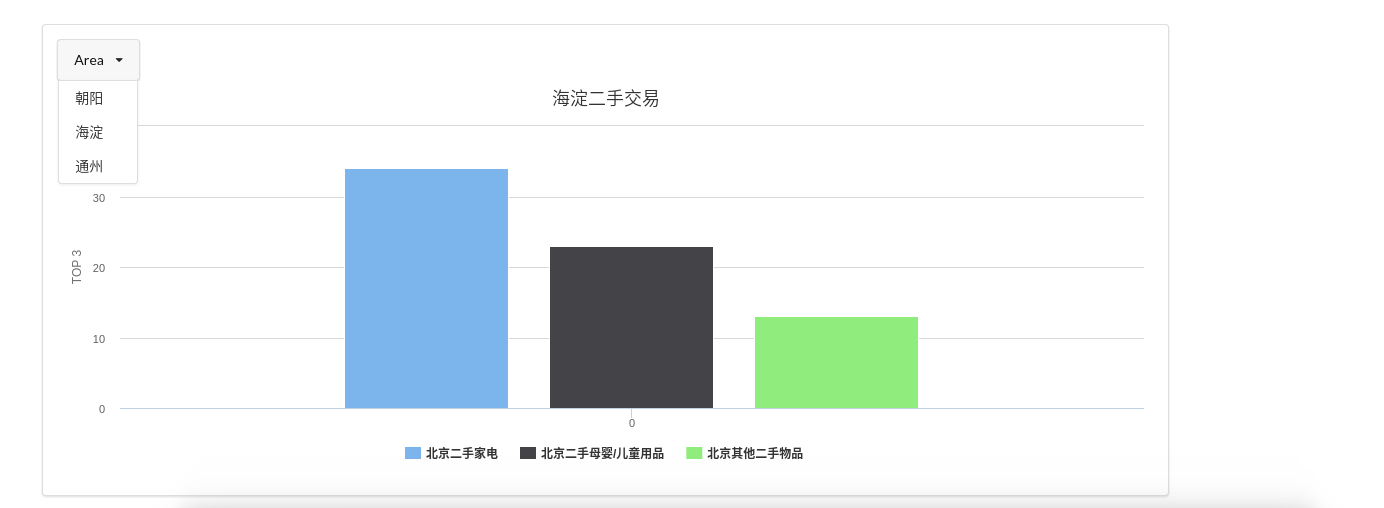 Area
朝阳
海淀
通州
海淀二手交易
30
20
10
0
TOP 3
0
北京二手家电 北京二手母婴/儿童用品 北京其他二手物品